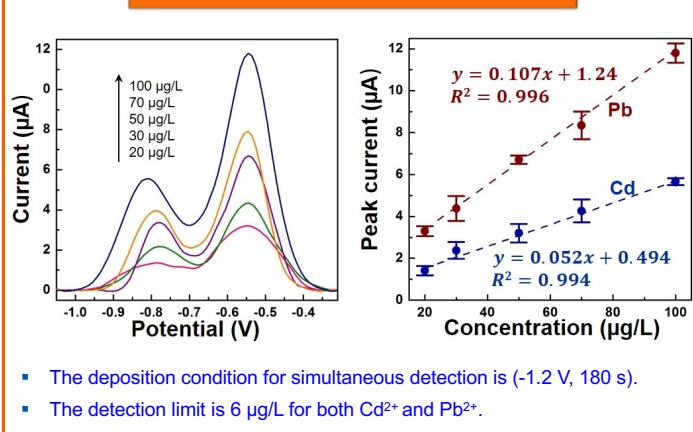 12
0
8
6
4
2
0
100 µg/L
70 µg/L
50 µg/L
30 µg/L
20 µg/L
Current (µA)
-1.0 -0.9 -0.8 -0.7 -0.6 -0.5 -0.4
Potential (V)
12
10
8
6
4
2
0
Peak current (µA)
y = 0.107x + 1.24
R² = 0.996
Pb
Cd
y = 0.052x + 0.494
R² = 0.994
20 40 60 80 100
Concentration (µg/L)
▪ The deposition condition for simultaneous detection is (-1.2 V, 180 s).
▪ The detection limit is 6 µg/L for both Cd²⁺ and Pb²⁺.